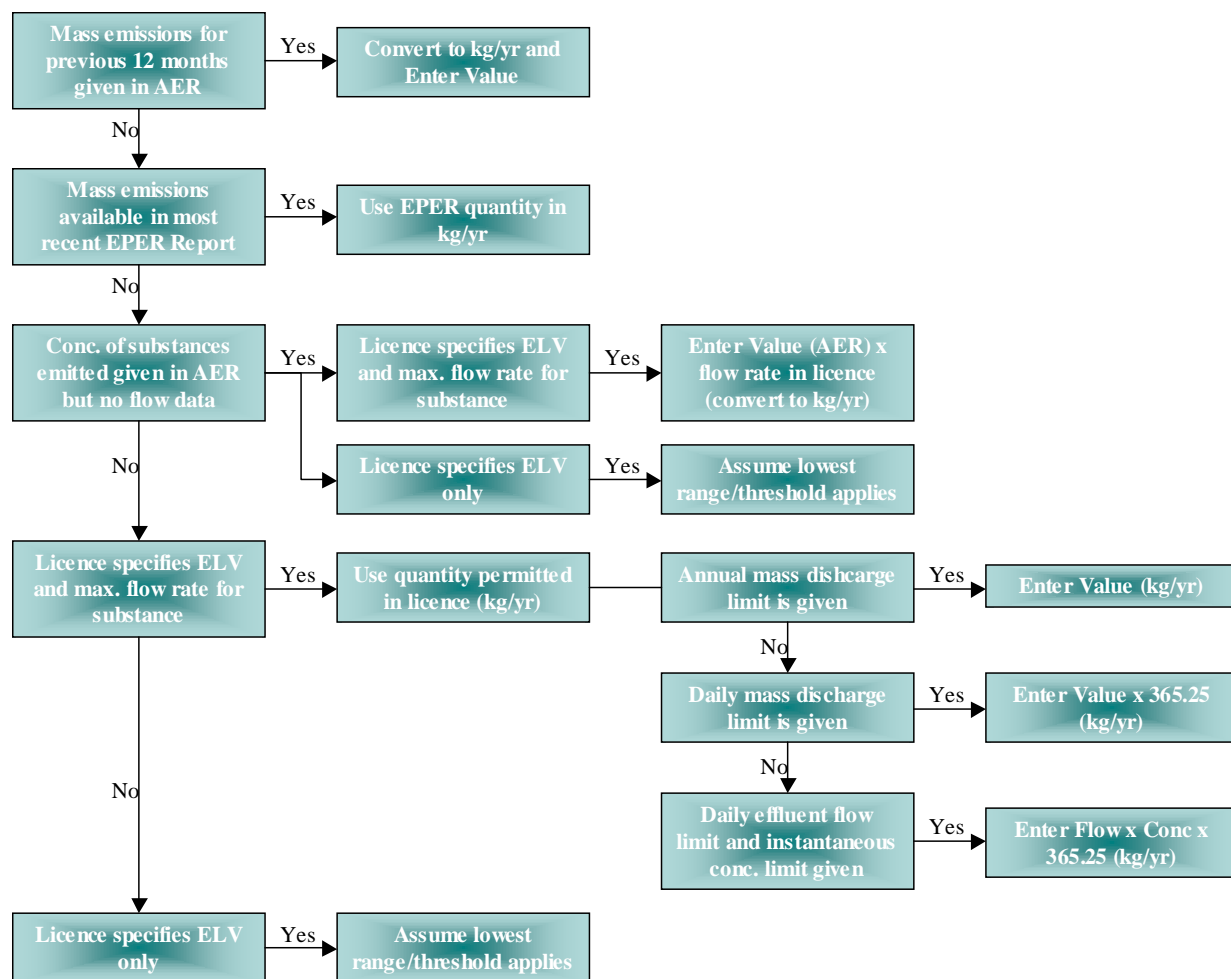 Mass emissions for
previous 12 months
given in AER
Yes
Convert to kg/yr and
Enter Value
No
Mass emissions
available in most
recent EPER Report
Yes
Use EPER quantity in
kg/yr
No
Conc. of substances
emitted given in AER
but no flow data
Yes
Licence specifies ELV
and max. flow rate for
substance
Yes
Enter Value (AER) x
flow rate in licence
(convert to kg/yr)
Licence specifies ELV
only
Yes
Assume lowest
range/threshold applies
No
Licence specifies ELV
and max. flow rate for
substance
Yes
Use quantity permitted
in licence (kg/yr)
Annual mass dishcarge
limit is given
Yes
Enter Value (kg/yr)
No
Daily mass discharge
limit is given
Yes
Enter Value x 365.25
(kg/yr)
No
Daily effluent flow
limit and instantaneous
conc. limit given
Yes
Enter Flow x Conc x
365.25 (kg/yr)
No
Licence specifies ELV
only
Yes
Assume lowest
range/threshold applies